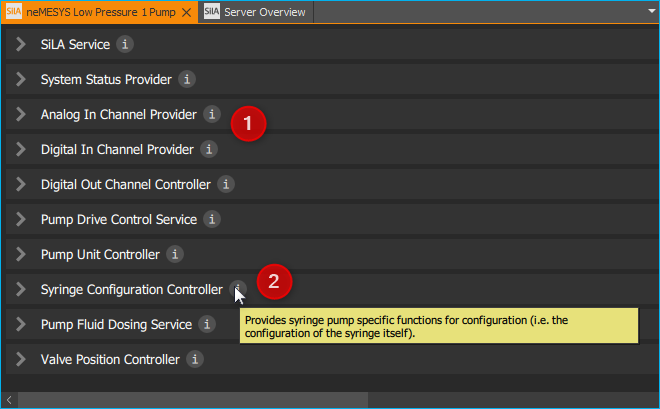 SiLA neMESYS Low Pressure 1 Pump SiLA Server Overview
SiLA Service i
System Status Provider i
Analog In Channel Provider i
1
Digital In Channel Provider i
Digital Out Channel Controller i
Pump Drive Control Service i
Pump Unit Controller i
Syringe Configuration Controller i
2
Provides syringe pump specific functions for configuration (i.e. the
configuration of the syringe itself).
Pump Fluid Dosing Service i
Valve Position Controller i